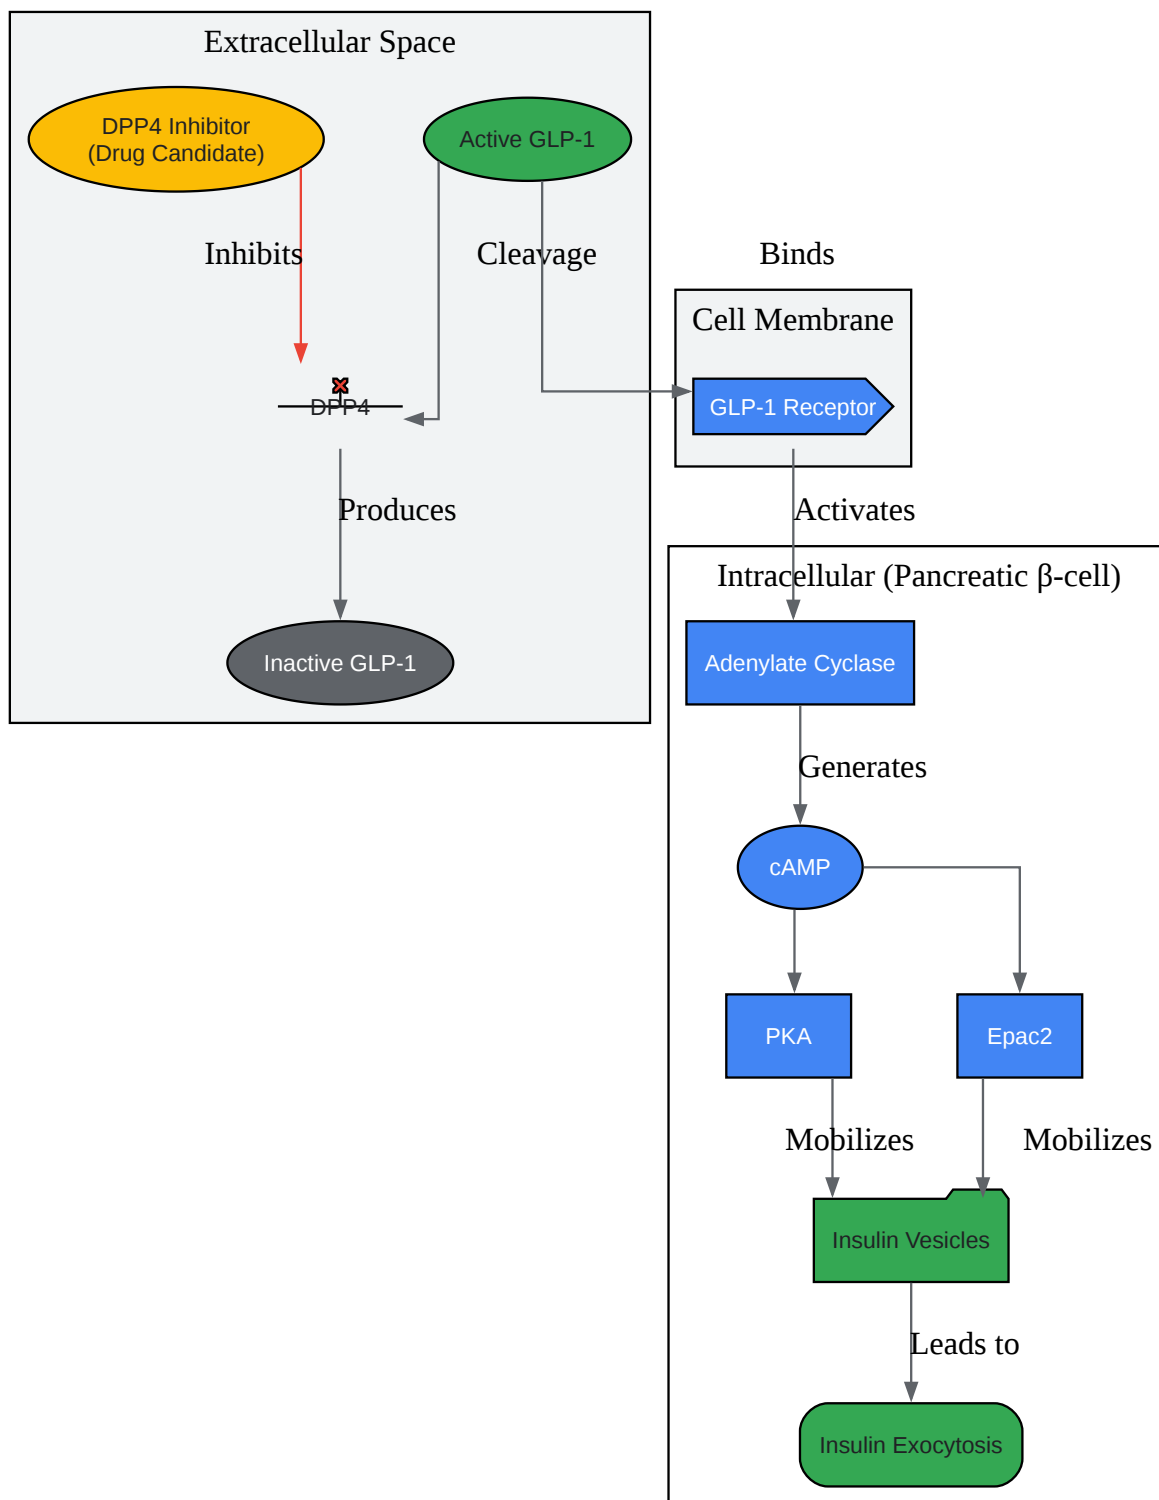 Extracellular Space
DPP4 Inhibitor
(Drug Candidate)
Active GLP-1
Inhibits
Cleavage
Binds
Cell Membrane
DPP4
GLP-1 Receptor
Produces
Activates
Intracellular (Pancreatic β-cell)
Inactive GLP-1
Adenylate Cyclase
Generates
cAMP
PKA
Epac2
Mobilizes
Mobilizes
Insulin Vesicles
Leads to
Insulin Exocytosis